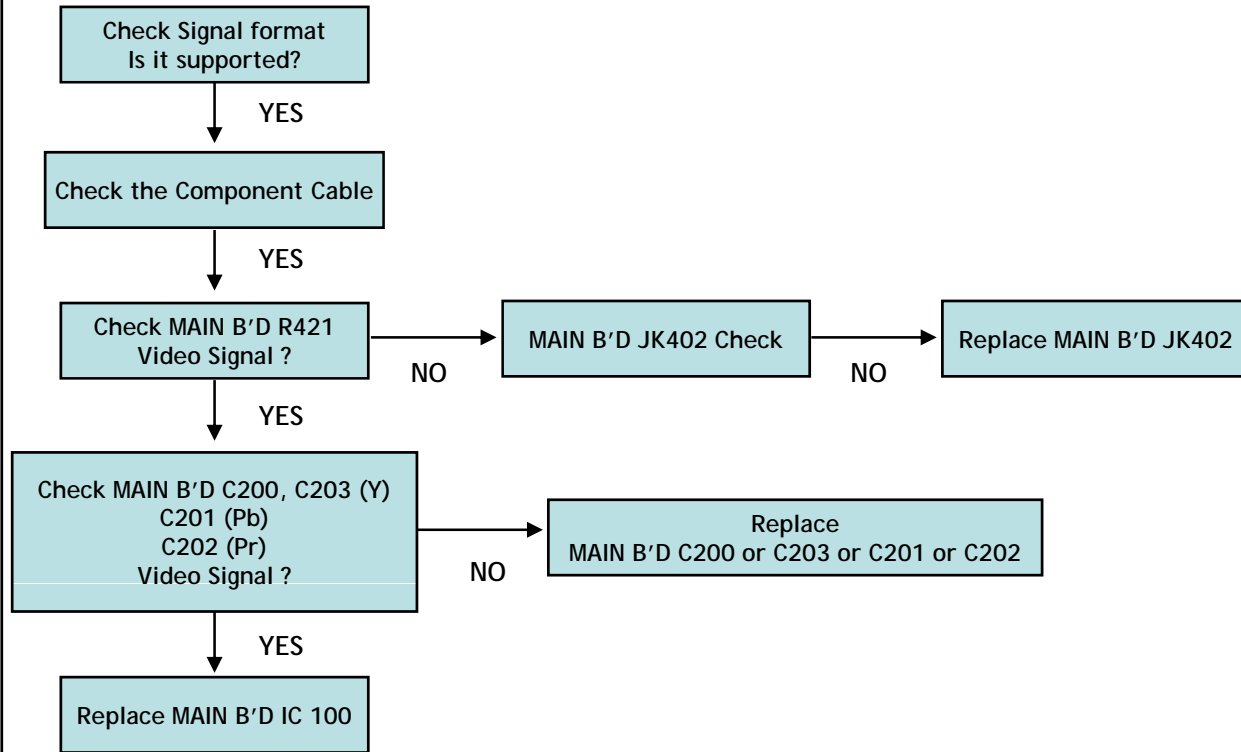 Check Signal format
Is it supported?
YES
Check the Component Cable
YES
Check MAIN B’D R421
Video Signal ?
NO
MAIN B’D JK402 Check
NO
Replace MAIN B’D JK402
YES
Check MAIN B’D C200, C203 (Y)
C201 (Pb)
C202 (Pr)
Video Signal ?
NO
Replace
MAIN B’D C200 or C203 or C201 or C202
YES
Replace MAIN B’D IC 100